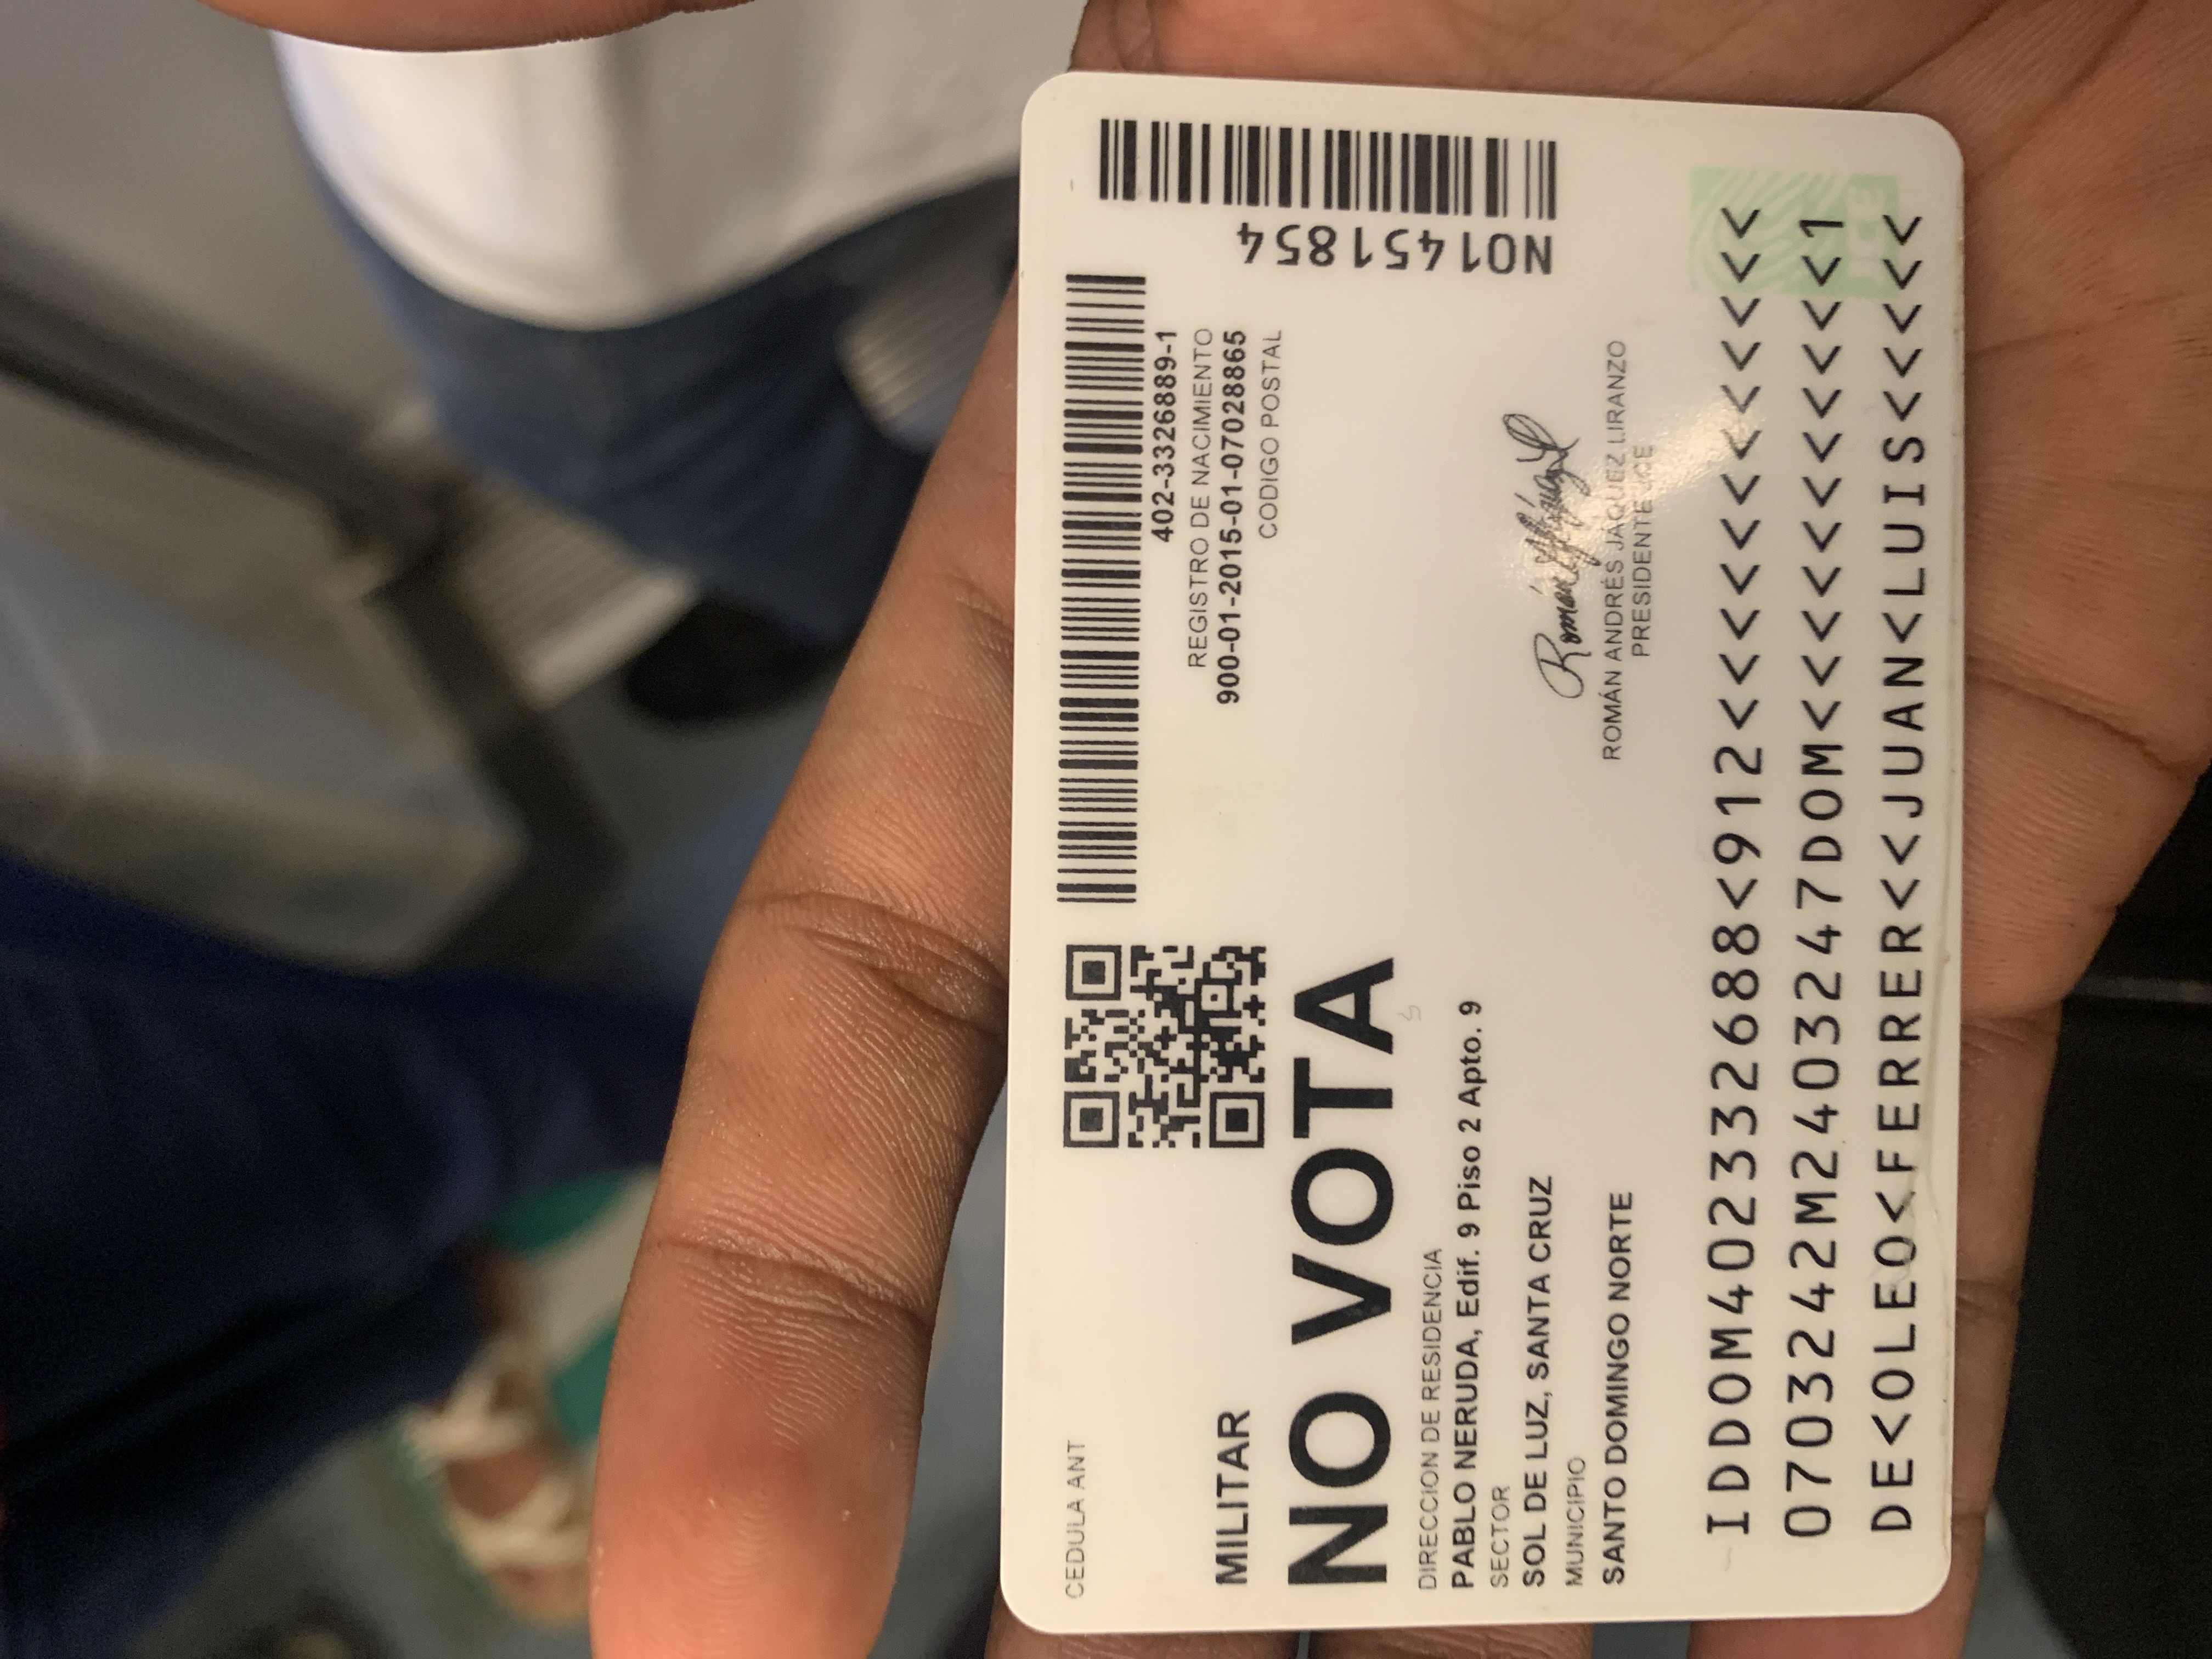 CEDULA ANT
402-3326889-1
REGISTRO DE NACIMIENTO
900-01-2015-01-07028865
CODIGO POSTAL
MILITAR
NO VOTA
DIRECCION DE RESIDENCIA
PABLO NERUDA, Edif. 9 Piso 2 Apto. 9
SECTOR
SOL DE LUZ, SANTA CRUZ
MUNICIPIO
SANTO DOMINGO NORTE
N01451854
ROMÁN ANDRÉS JÁQUEZ LIRANZO
PRESIDENTE JCE
IDDOM402332688<912<<<<<<<<<<<<
0703242M2403247DOM<<<<<<<<<<<1
DE<OLEO<FERRER<<JUAN<LUIS<<<<<
JCE